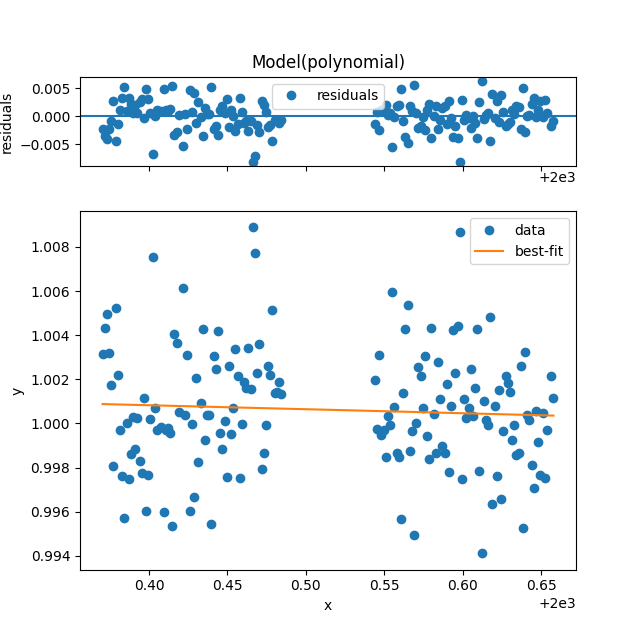 Model(polynomial)
residuals
0.005
0.000
−0.005
residuals
+2e3
y
1.008
1.006
1.004
1.002
1.000
0.998
0.996
0.994
data
best-fit
0.40 0.45 0.50 0.55 0.60 0.65
x
+2e3